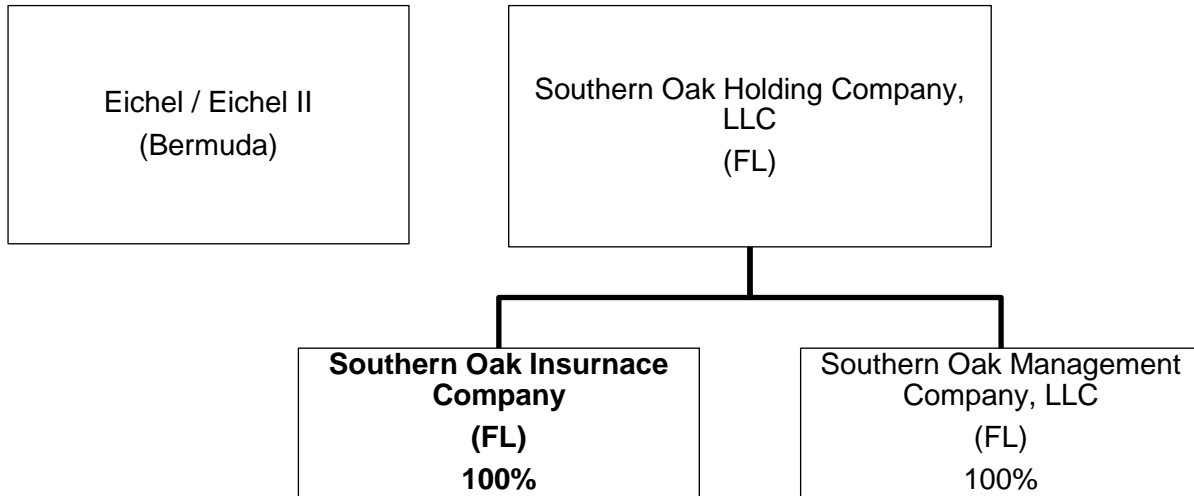 Eichel / Eichel II
(Bermuda)
Southern Oak Holding Company,
LLC
(FL)
Southern Oak Insurnace
Company
(FL)
100%
Southern Oak Management
Company, LLC
(FL)
100%